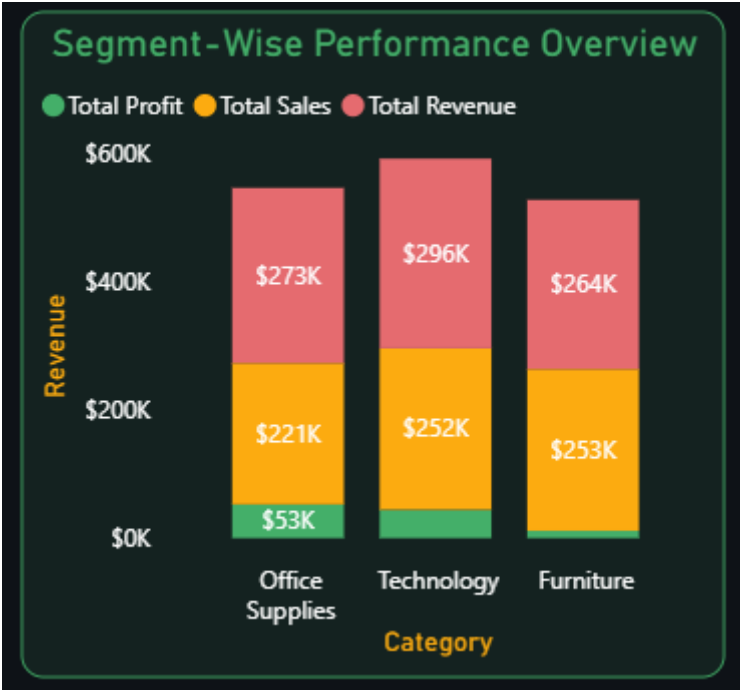 Segment-Wise Performance Overview
Total Profit Total Sales Total Revenue
$600K
$400K
$200K
$0K
Revenue
$273K
$221K
$53K
$296K
$252K
$264K
$253K
Office
Supplies
Technology
Furniture
Category